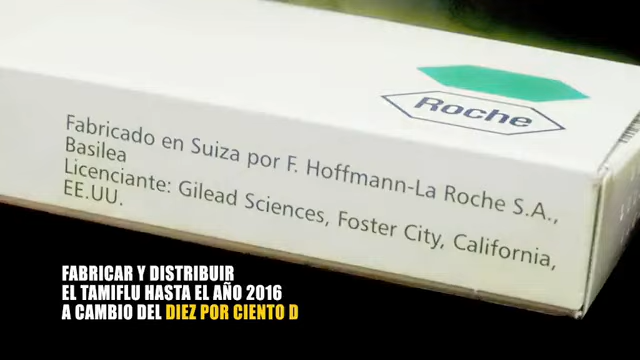 Roche
Fabricado en Suiza por F. Hoffmann-La Roche S.A.,
Basilea
Licenciante: Gilead Sciences, Foster City, California,
EE.UU.
FABRICAR Y DISTRIBUIR
EL TAMIFLU HASTA EL AÑO 2016
A CAMBIO DEL DIEZ POR CIENTO D